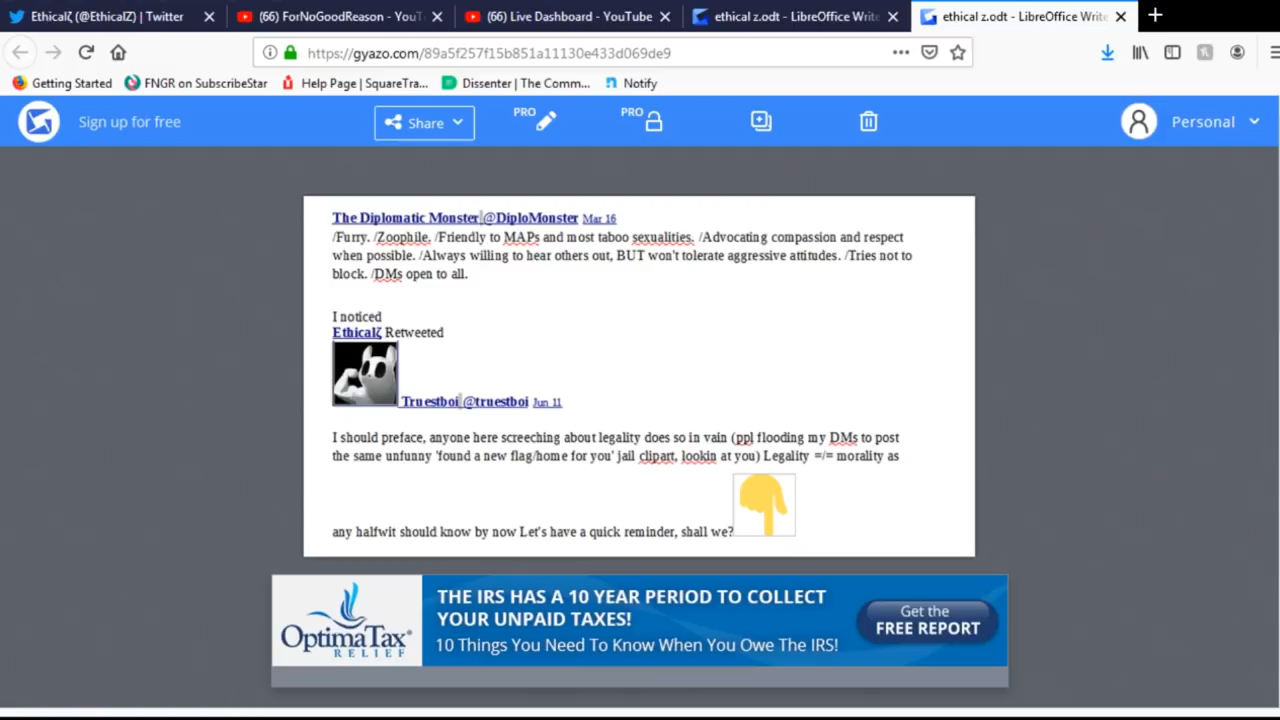 Ethicalζ (@EthicalZ) | Twitter
(66) ForNoGoodReason - YouT
(66) Live Dashboard - YouTube
ethical z.odt - LibreOffice Write
ethical z.odt - LibreOffice Write
https://gyazo.com/89a5f257f15b851a11130e433d069de9
Getting Started
FNGR on SubscribeStar
Help Page | SquareTra...
Dissenter | The Comm...
Notify
Sign up for free
Share
PRO
PRO
Personal
The Diplomatic Monster @DiploMonster Mar 16
/Furry. /Zoophile. /Friendly to MAPs and most taboo sexualities. /Advocating compassion and respect
when possible. /Always willing to hear others out, BUT won't tolerate aggressive attitudes. /Tries not to
block. /DMs open to all.
I noticed
Ethicalζ Retweeted
Truestboi @truestboi Jun 11
I should preface, anyone here screeching about legality does so in vain (ppl flooding my DMs to post
the same unfunny 'found a new flag/home for you' jail clipart, lookin at you) Legality =/= morality as
any halfwit should know by now Let's have a quick reminder, shall we?
OptimaTax
RELIEF
THE IRS HAS A 10 YEAR PERIOD TO COLLECT
YOUR UNPAID TAXES!
10 Things You Need To Know When You Owe The IRS!
Get the
FREE REPORT